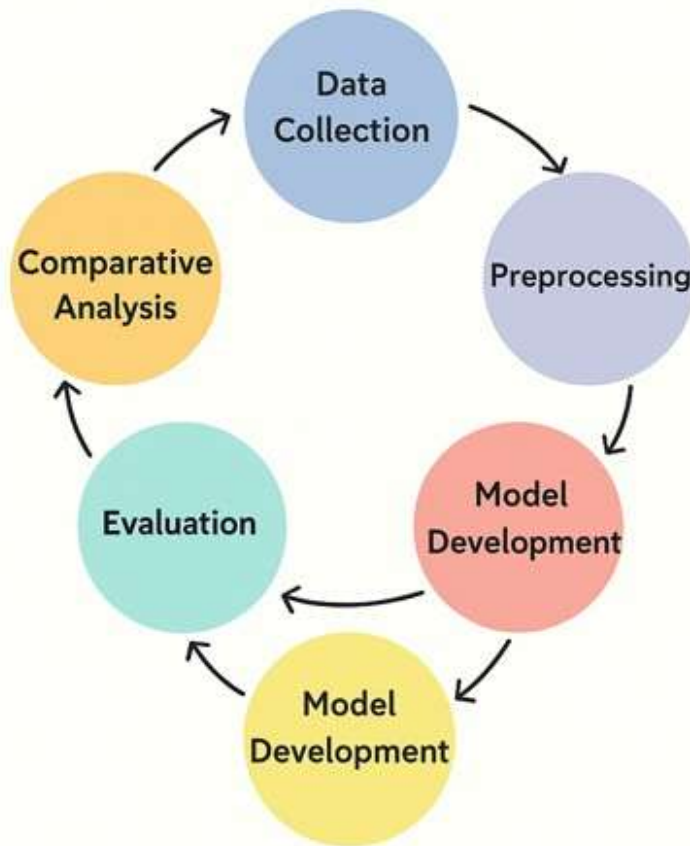 Data
Collection
Preprocessing
Model
Development
Model
Development
Evaluation
Comparative
Analysis